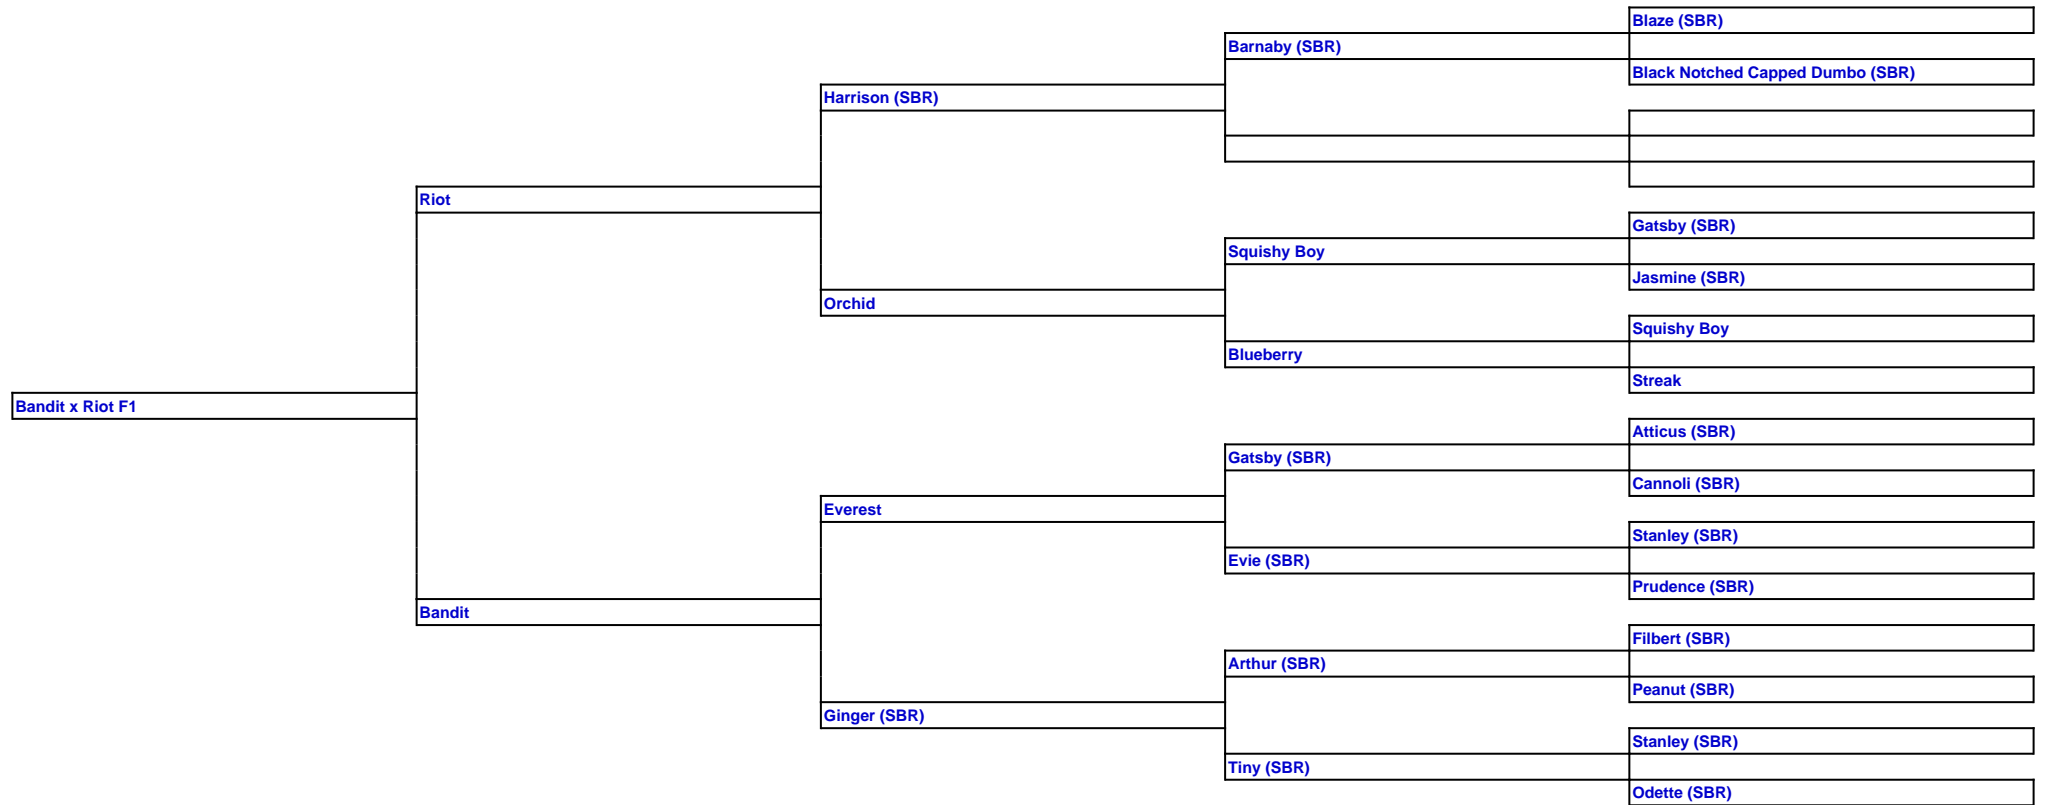 Blaze (SBR)
Barnaby (SBR)
Black Notched Capped Dumbo (SBR)
Harrison (SBR)
Riot
Gatsby (SBR)
Squishy Boy
Jasmine (SBR)
Orchid
Squishy Boy
Blueberry
Streak
Bandit x Riot F1
Atticus (SBR)
Gatsby (SBR)
Cannoli (SBR)
Everest
Stanley (SBR)
Evie (SBR)
Prudence (SBR)
Bandit
Filbert (SBR)
Arthur (SBR)
Peanut (SBR)
Ginger (SBR)
Stanley (SBR)
Tiny (SBR)
Odette (SBR)